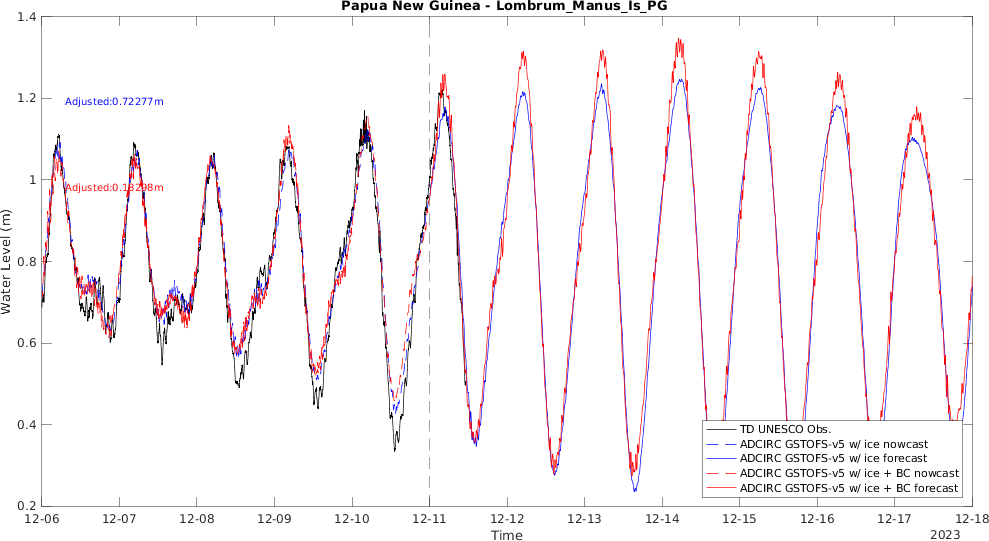 Papua New Guinea - Lombrum_Manus_Is_PG
1.4
1.2
1
0.8
0.6
0.4
0.2
Water Level (m)
Adjusted:0.72277m
Adjusted:0.13298m
TD UNESCO Obs.
ADCIRC GSTOFS-v5 w/ ice nowcast
ADCIRC GSTOFS-v5 w/ ice forecast
ADCIRC GSTOFS-v5 w/ ice + BC nowcast
ADCIRC GSTOFS-v5 w/ ice + BC forecast
12-06 12-07 12-08 12-09 12-10 12-11 12-12 12-13 12-14 12-15 12-16 12-17 12-18
Time
2023